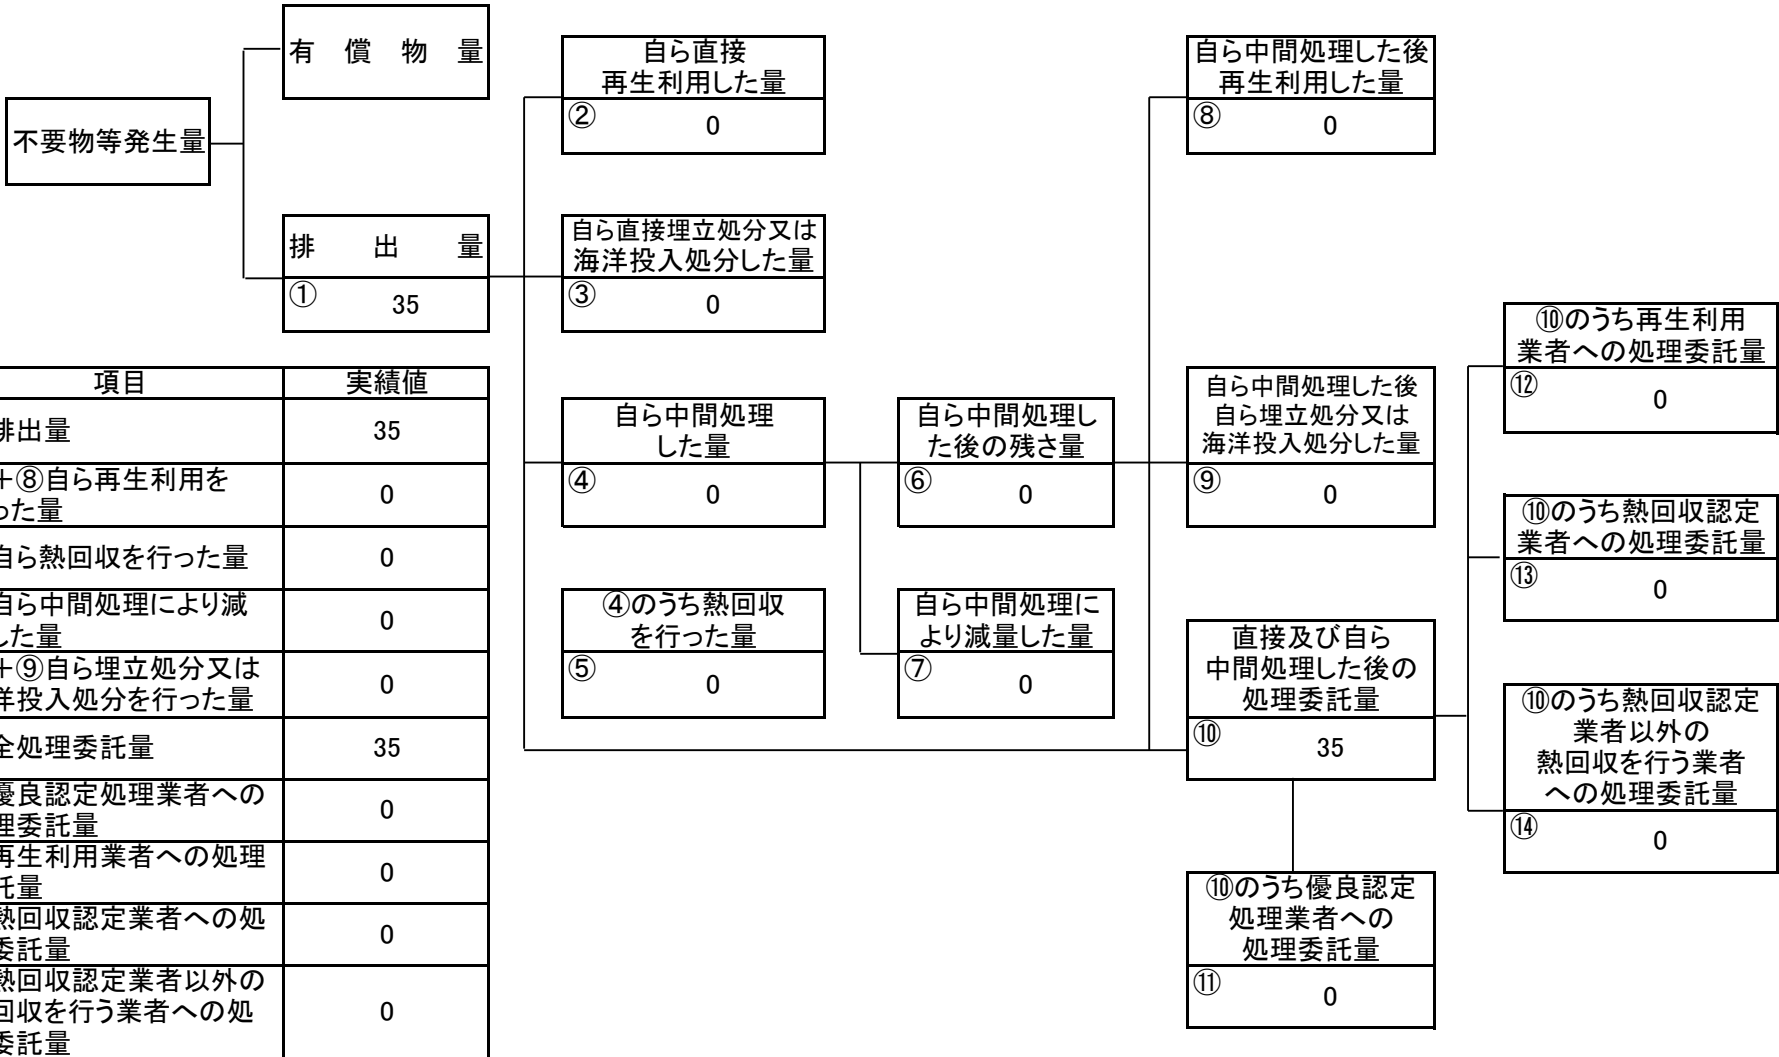 有償物量
不要物等発生量
排出量
① 35
自ら直接
再生利用した量
② 0
自ら直接埋立処分又は
海洋投入処分した量
③ 0
自ら中間処理
した量
④ 0
④のうち熱回収
を行った量
⑤ 0
自ら中間処理し
た後の残さ量
⑥ 0
自ら中間処理に
より減量した量
⑦ 0
自ら中間処理した後
再生利用した量
⑧ 0
自ら中間処理した後
自ら埋立処分又は
海洋投入処分した量
⑨ 0
直接及び自ら
中間処理した後の
処理委託量
⑩ 35
⑩のうち優良認定
処理業者への
処理委託量
⑪ 0
⑩のうち再生利用
業者への処理委託量
⑫ 0
⑩のうち熱回収認定
業者への処理委託量
⑬ 0
⑩のうち熱回収認定
業者以外の
熱回収を行う業者
への処理委託量
⑭ 0
項目 実績値
排出量 35
+⑧自ら再生利用を
った量 0
自ら熱回収を行った量 0
自ら中間処理により減
した量 0
+⑨自ら埋立処分又は
洋投入処分を行った量 0
全処理委託量 35
優良認定処理業者への
理委託量 0
再生利用業者への処理
託量 0
熱回収認定業者への処
委託量 0
熱回収認定業者以外の
回収を行う業者への処
委託量 0